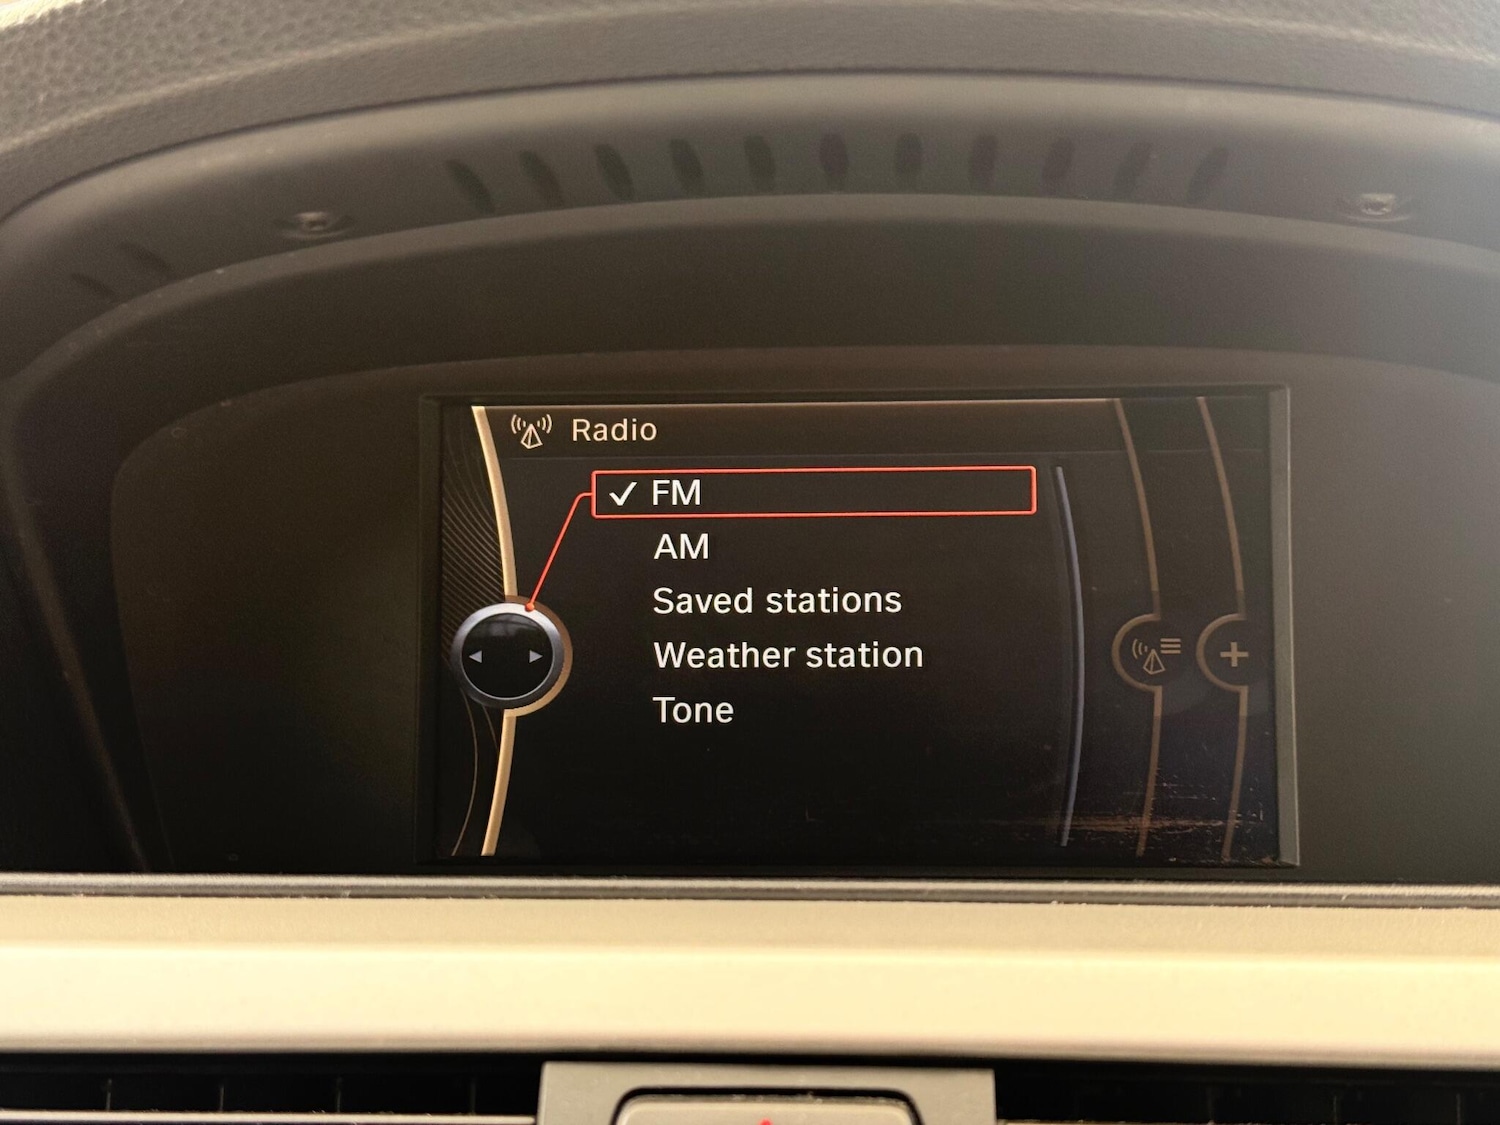 Radio
FM
AM
Saved stations
Weather station
Tone